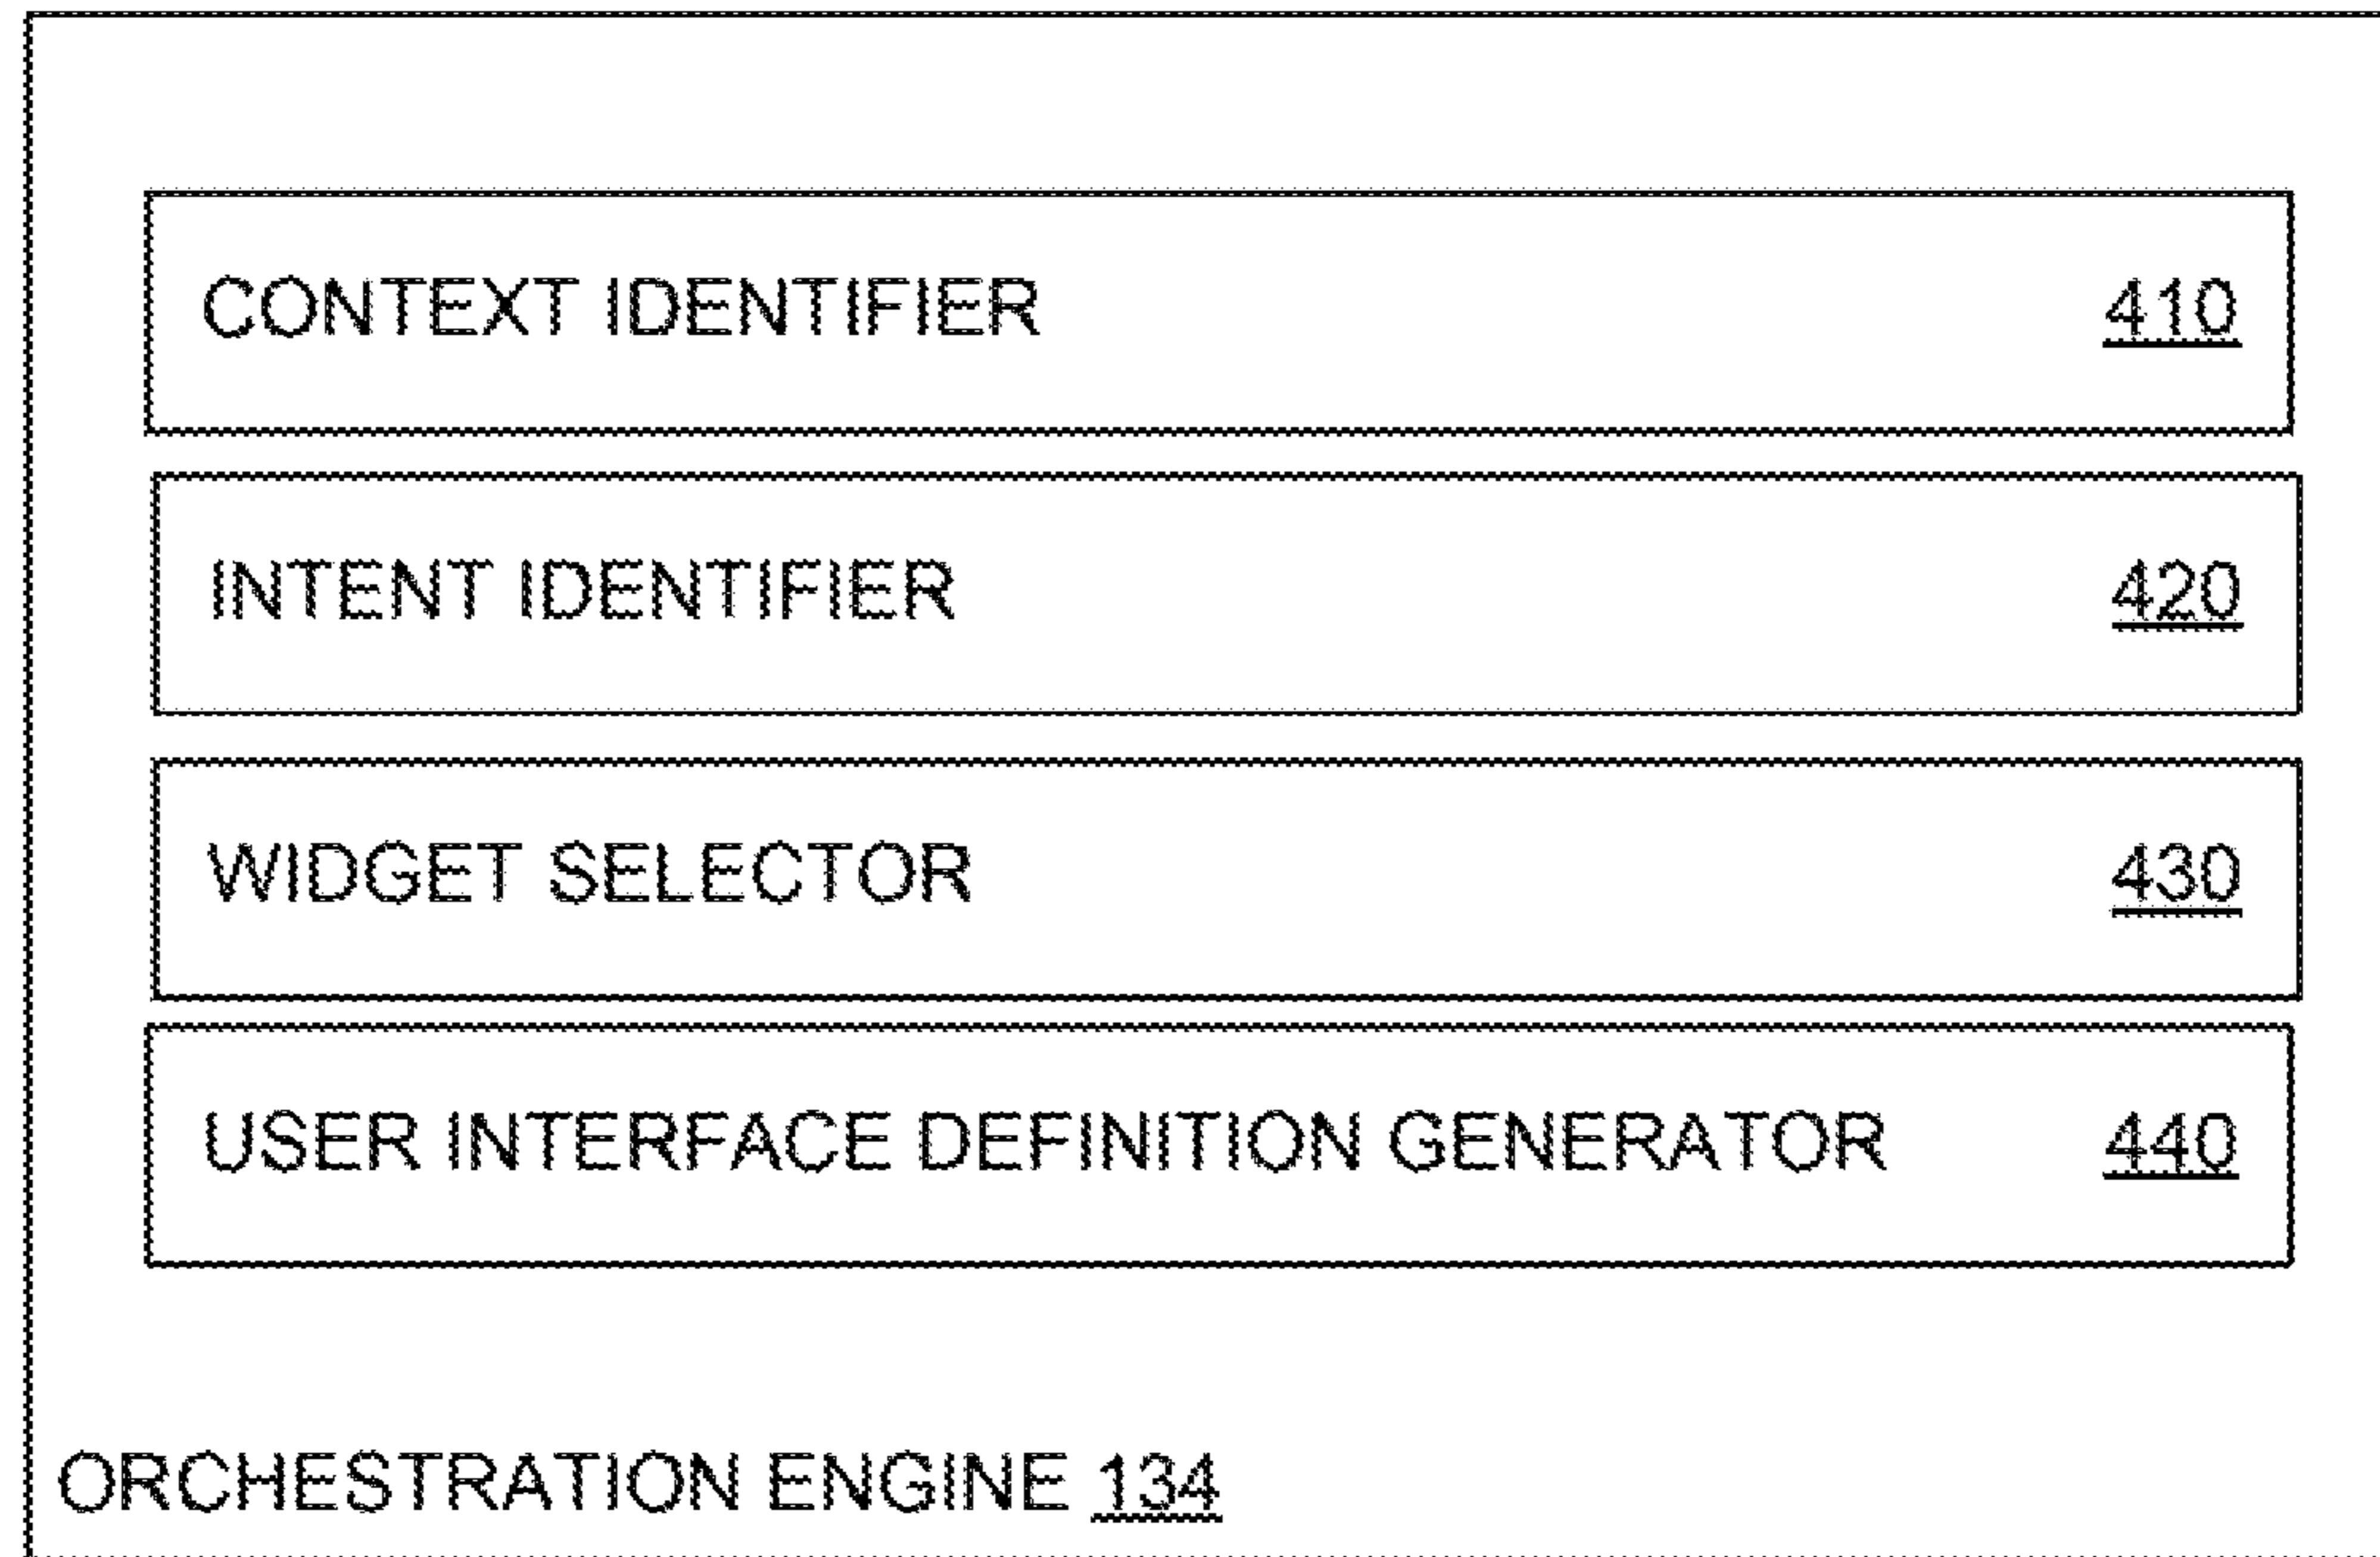 CONTEXT IDENTIFIER 410
INTENT IDENTIFIER 420
WIDGET SELECTOR 430
USER INTERFACE DEFINITION GENERATOR 440
ORCHESTRATION ENGINE 134